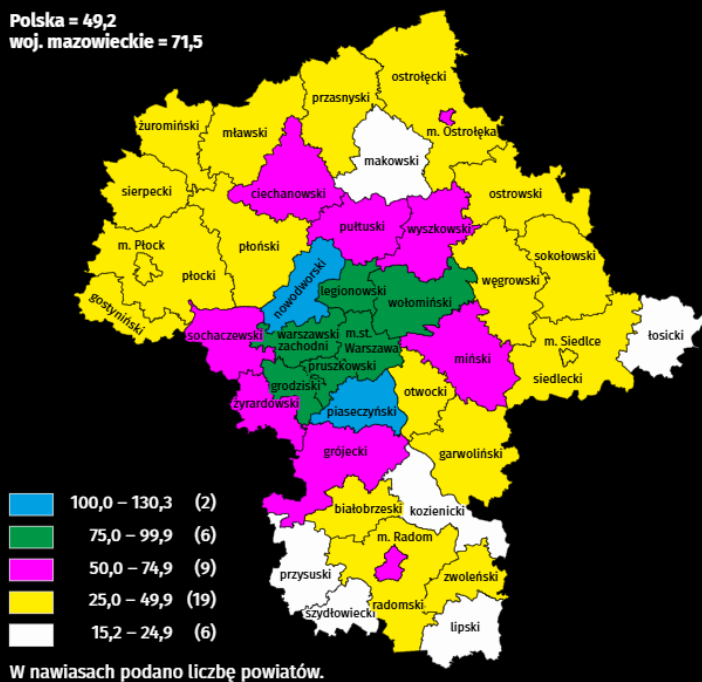 Polska = 49,2
woj. mazowieckie = 71,5
ostrołęcki
przasnyski
żuromiński
mławski
m. Ostrołęka
makowski
sierpecki
ciechanowski
ostrowski
pułtuski
wyszkowski
m. Płock
płoński
sokołowski
płocki
węgrowski
nowodworski
legionowski
wołomiński
gostyniński
sochaczewski
warszawski
zachodni
m.st.
Warszawa
łosicki
m. Siedlce
miński
pruszkowski
siedlecki
grodziski
otwocki
żyrardowski
piaseczyński
grójecki
garwoliński
białobrzeski
kozienicki
m. Radom
przysuski
zwoleński
szydłowiecki
radomski
lipski
100,0 – 130,3 (2)
75,0 – 99,9 (6)
50,0 – 74,9 (9)
25,0 – 49,9 (19)
15,2 – 24,9 (6)
W nawiasach podano liczbę powiatów.